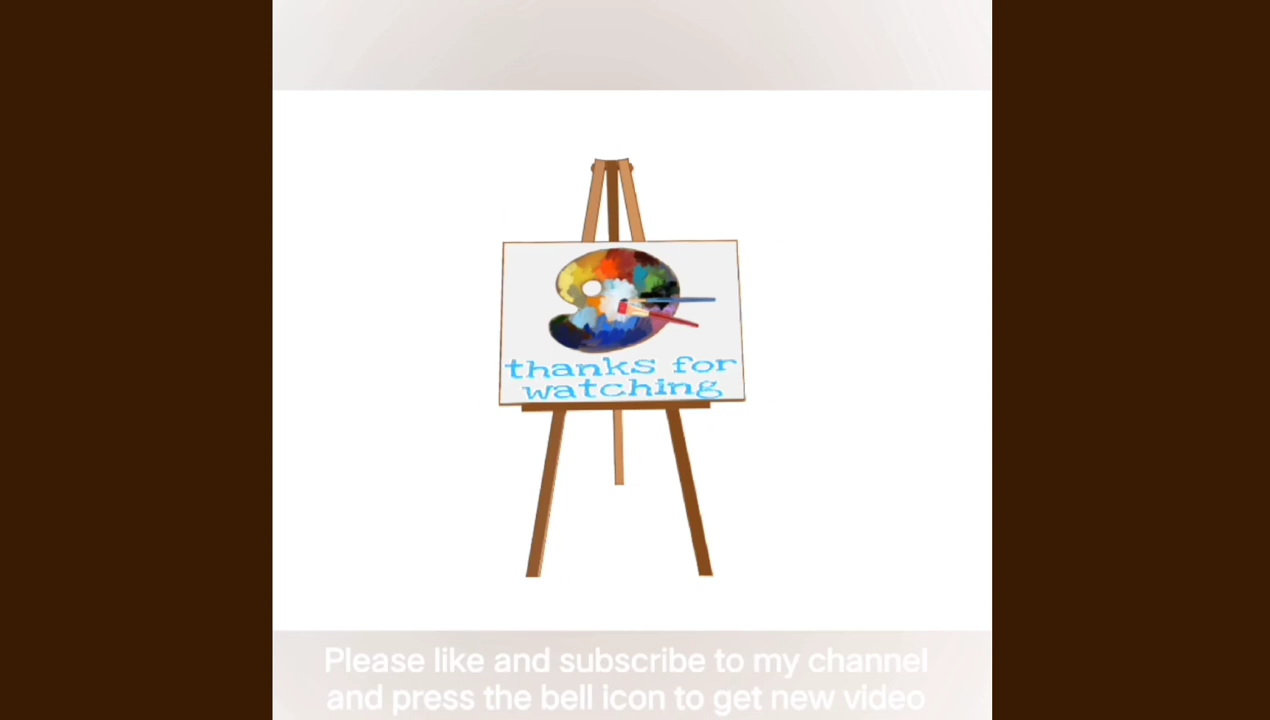 thanks for
watching
Please like and subscribe to my channel
and press the bell icon to get new video